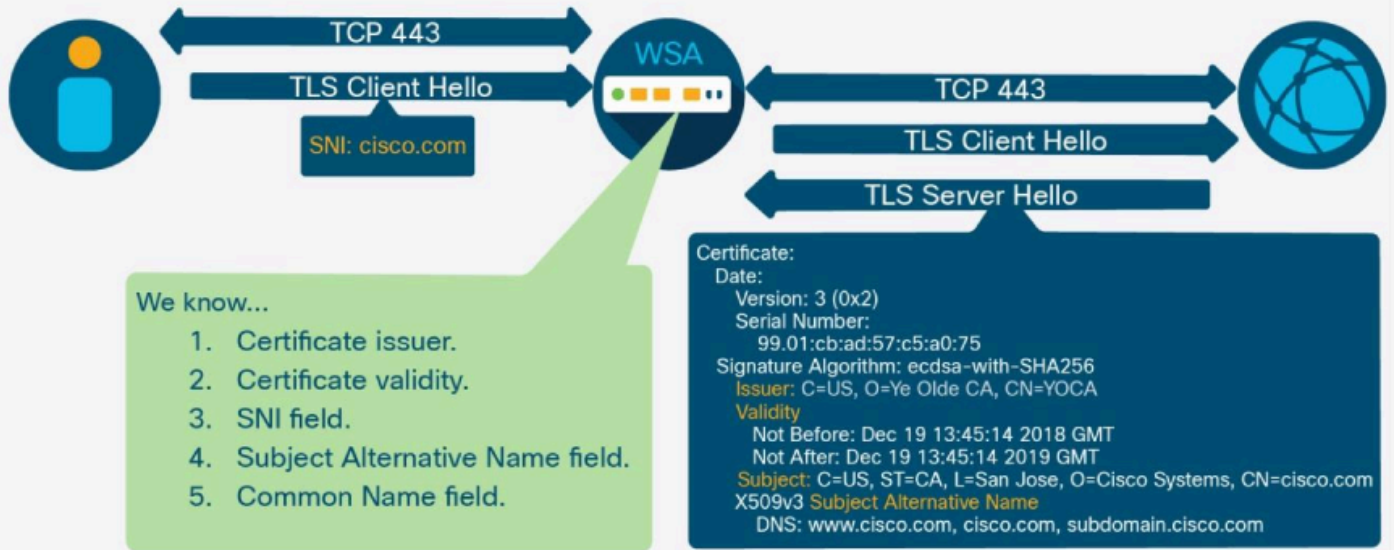 TCP 443
WSA
TLS Client Hello
TCP 443
SNI: cisco.com
TLS Client Hello
TLS Server Hello
We know...
1. Certificate issuer.
2. Certificate validity.
3. SNI field.
4. Subject Alternative Name field.
5. Common Name field.
Certificate:
Date:
Version: 3 (0x2)
Serial Number:
99.01:cb:ad:57:c5:a0:75
Signature Algorithm: ecdsa-with-SHA256
Issuer: C=US, O=Ye Olde CA, CN=YOCA
Validity
Not Before: Dec 19 13:45:14 2018 GMT
Not After: Dec 19 13:45:14 2019 GMT
Subject: C=US, ST=CA, L=San Jose, O=Cisco Systems, CN=cisco.com
X509v3 Subject Alternative Name
DNS: www.cisco.com, cisco.com, subdomain.cisco.com